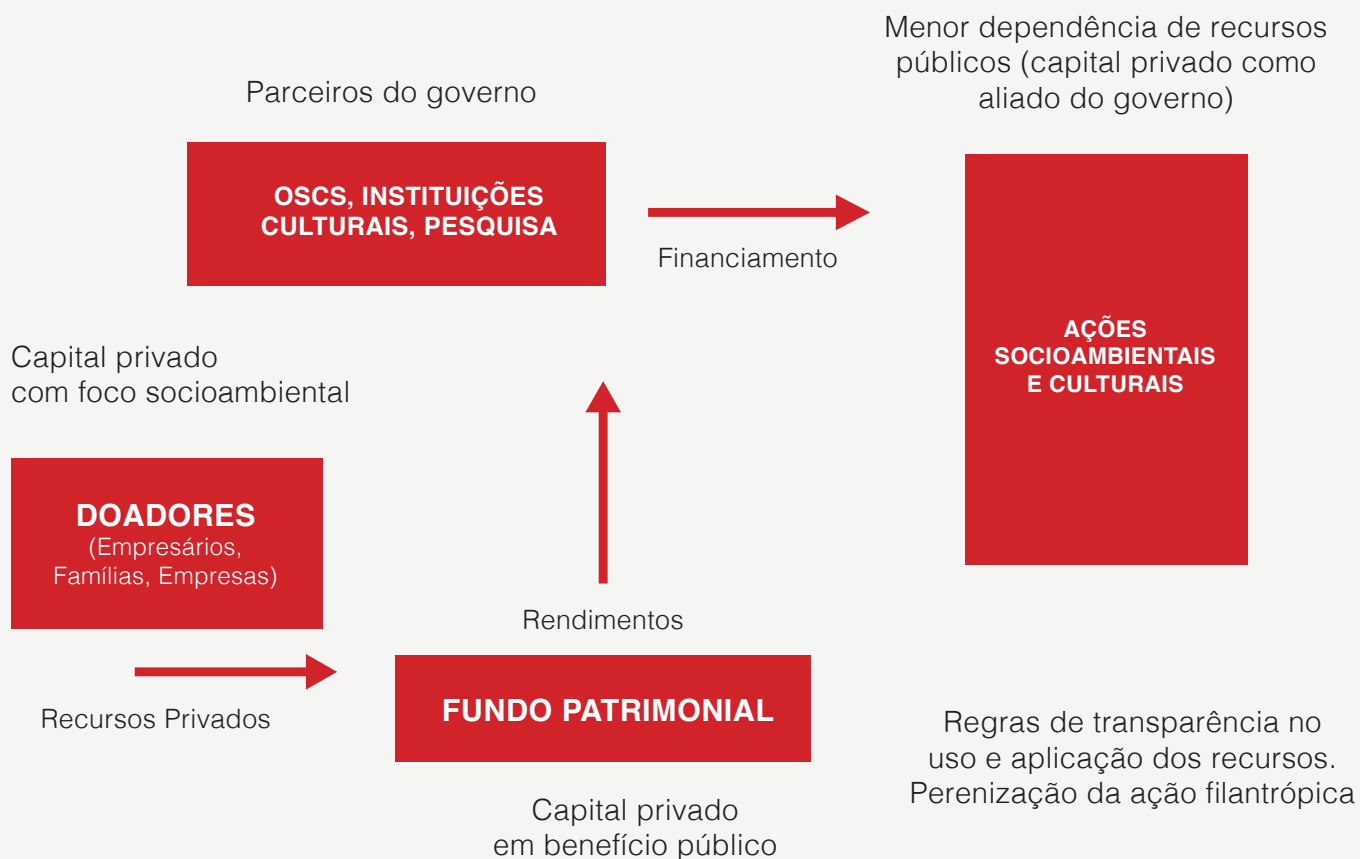 Menor dependência de recursos
públicos (capital privado como
aliado do governo)
Parceiros do governo
OSCS, INSTITUIÇÕES
CULTURAIS, PESQUISA
Financiamento
AÇÕES
SOCIOAMBIENTAIS
E CULTURAIS
Capital privado
com foco socioambiental
DOADORES
(Empresários,
Famílias, Empresas)
Recursos Privados
Rendimentos
FUNDO PATRIMONIAL
Capital privado
em benefício público
Regras de transparência no
uso e aplicação dos recursos.
Perenização da ação filantrópica